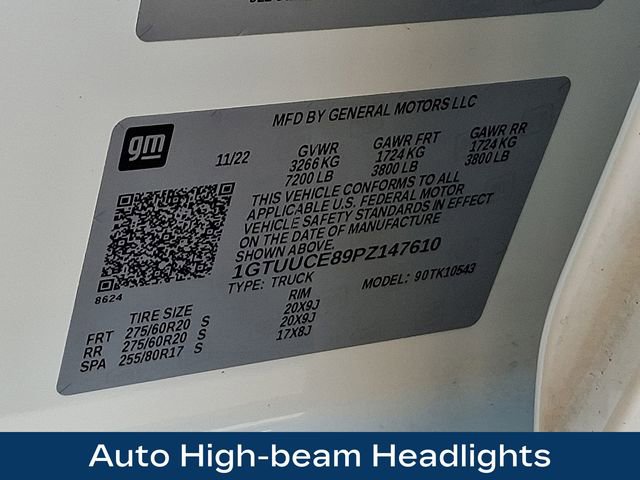 MFD BY GENERAL MOTORS LLC
gm
11/22
GVWR GAWR FRT GAWR RR
3266 KG 1724 KG 1724 KG
7200 LB 3800 LB 3800 LB
THIS VEHICLE CONFORMS TO ALL
APPLICABLE U.S. FEDERAL MOTOR
VEHICLE SAFETY STANDARDS IN EFFECT
ON THE DATE OF MANUFACTURE
SHOWN ABOVE.
1GTUUCE89PZ147610
TYPE: TRUCK MODEL: 90TK10543
8624
TIRE SIZE RIM
FRT 275/60R20 S 20X9J
RR 275/60R20 S 20X9J
SPA 255/80R17 S 17X8J
Auto High-beam Headlights